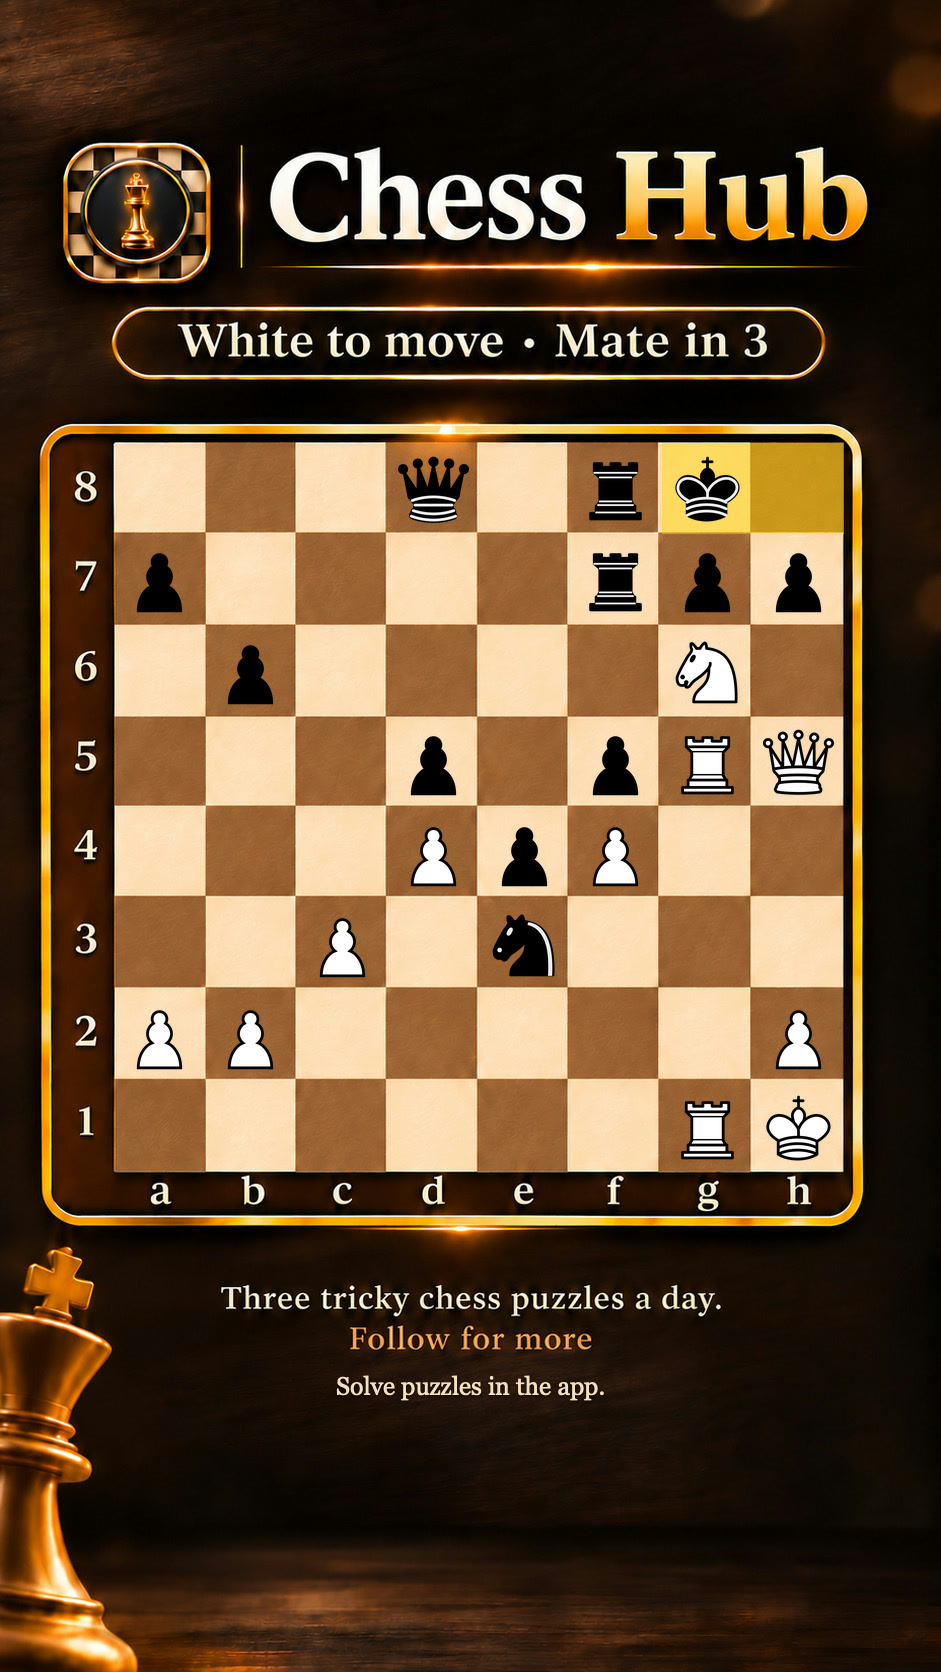 Chess Hub
White to move • Mate in 3
8
7
6
5
4
3
2
1
a b c d e f g h
Three tricky chess puzzles a day.
Follow for more
Solve puzzles in the app.